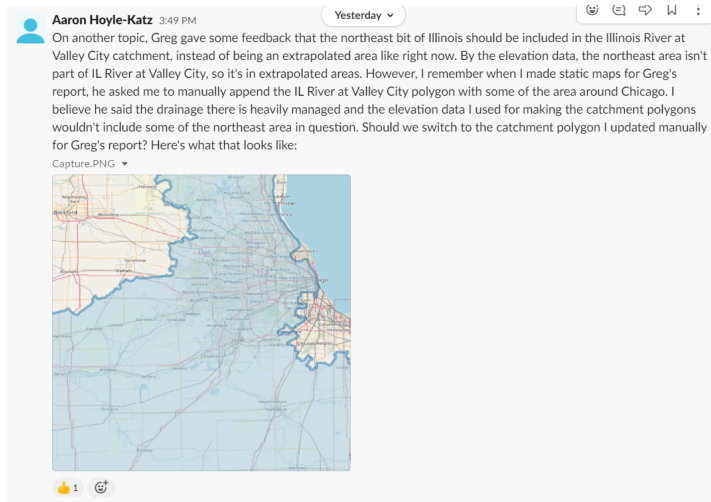 Yesterday
Aaron Hoyle-Katz 3:49 PM
On another topic, Greg gave some feedback that the northeast bit of Illinois should be included in the Illinois River at
Valley City catchment, instead of being an extrapolated area like right now. By the elevation data, the northeast area isn't
part of IL River at Valley City, so it's in extrapolated areas. However, I remember when I made static maps for Greg's
report, he asked me to manually append the IL River at Valley City polygon with some of the area around Chicago. I
believe he said the drainage there is heavily managed and the elevation data I used for making the catchment polygons
wouldn't include some of the northeast area in question. Should we switch to the catchment polygon I updated manually
for Greg's report? Here's what that looks like:
Capture.PNG
1